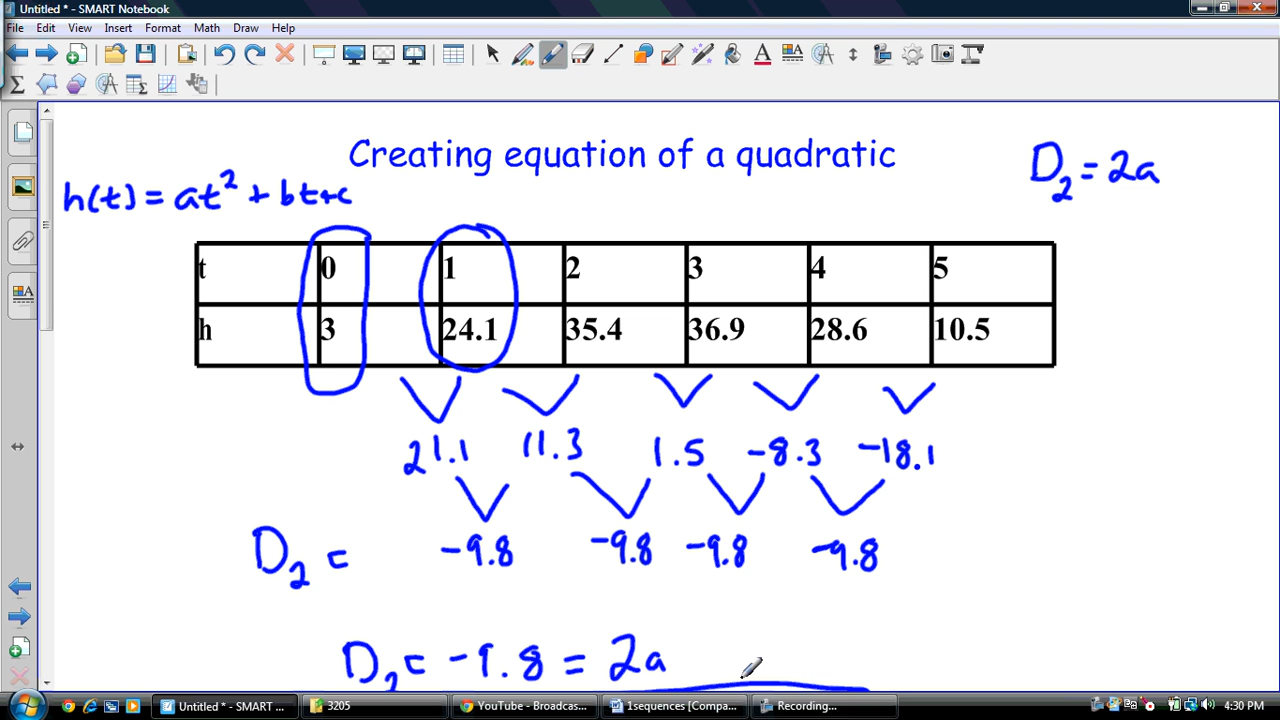 Untitled * - SMART Notebook
File Edit View Insert Format Math Draw Help
Creating equation of a quadratic
D₂ = 2a
h(t) = at² + bt+c
t 0 1 2 3 4 5
h 3 24.1 35.4 36.9 28.6 10.5
21.1 11.3 1.5 -8.3 -18.1
D₂ = -9.8 -9.8 -9.8 -9.8
D₂ = -9.8 = 2a
Untitled * - SMART ... 3205 YouTube - Broadcas... 1sequences [Compa... Recording... 4:30 PM